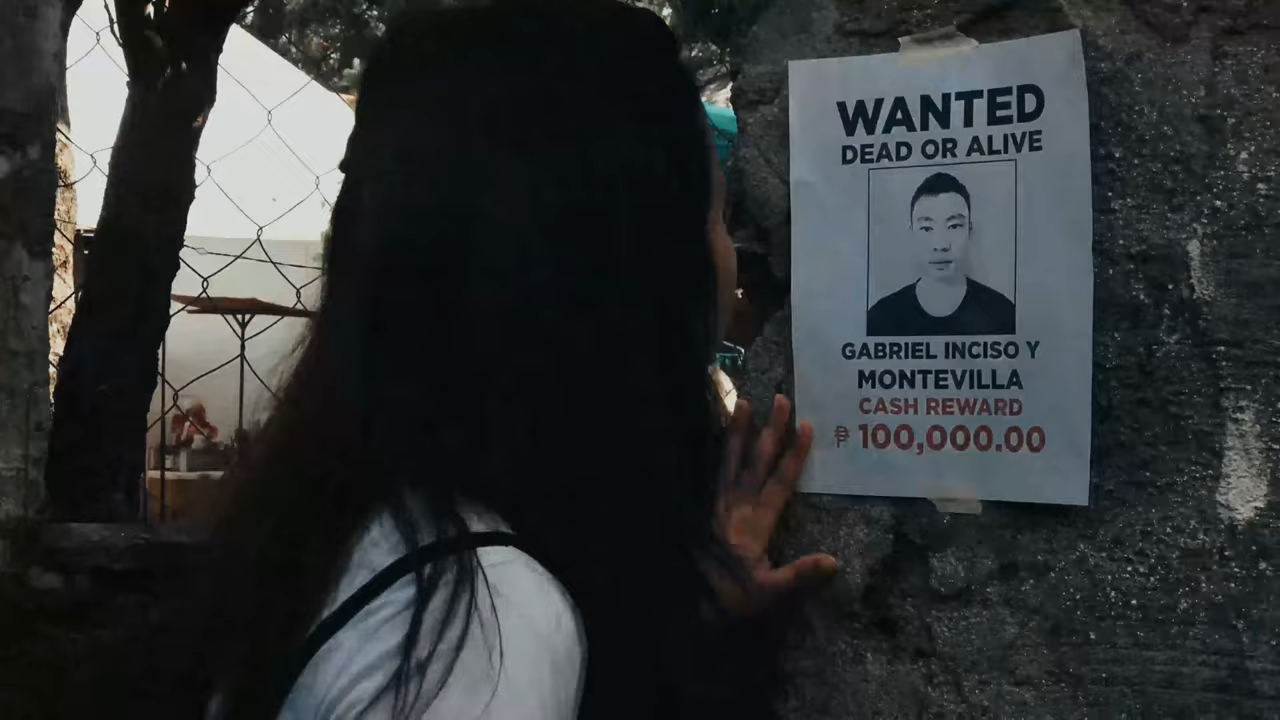 WANTED
DEAD OR ALIVE
GABRIEL INCISO Y
MONTEVILLA
CASH REWARD
₱ 100,000.00